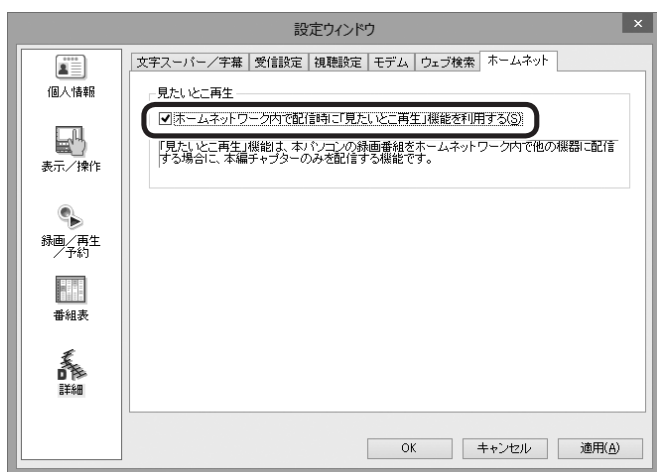 設定ウィンドウ
文字スーパー／字幕 受信設定 視聴設定 モデム ウェブ検索 ホームネット
個人情報
表示／操作
録画／再生
／予約
番組表
詳細
見たいとこ再生
ホームネットワーク内で配信時に「見たいとこ再生」機能を利用する(S)
「見たいとこ再生」機能は、本パソコンの録画番組をホームネットワーク内で他の機器に配信
する場合に、本編チャプターのみを配信する機能です。
OK キャンセル 適用(A)